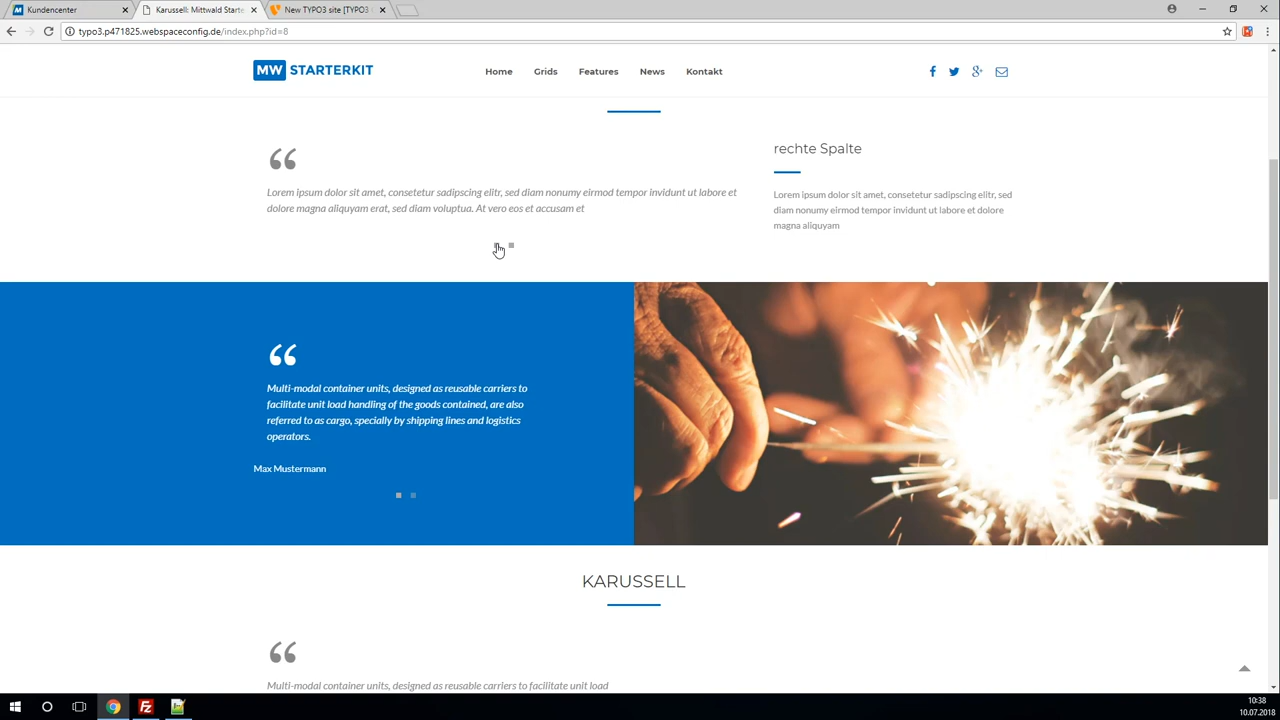 Kundencenter
Karussell: Mittwald Starte
New TYPO3 site [TYPO3
typo3.p471825.webspaceconfig.de/index.php?id=8
MW STARTERKIT
Home
Grids
Features
News
Kontakt
Lorem ipsum dolor sit amet, consetetur sadipscing elitr, sed diam nonumy eirmod tempor invidunt ut labore et
dolore magna aliquyam erat, sed diam voluptua. At vero eos et accusam et
rechte Spalte
Lorem ipsum dolor sit amet, consetetur sadipscing elitr, sed
diam nonumy eirmod tempor invidunt ut labore et dolore
magna aliquyam
Multi-modal container units, designed as reusable carriers to
facilitate unit load handling of the goods contained, are also
referred to as cargo, specially by shipping lines and logistics
operators.
Max Mustermann
KARUSSELL
Multi-modal container units, designed as reusable carriers to facilitate unit load
10:38
10.07.2018